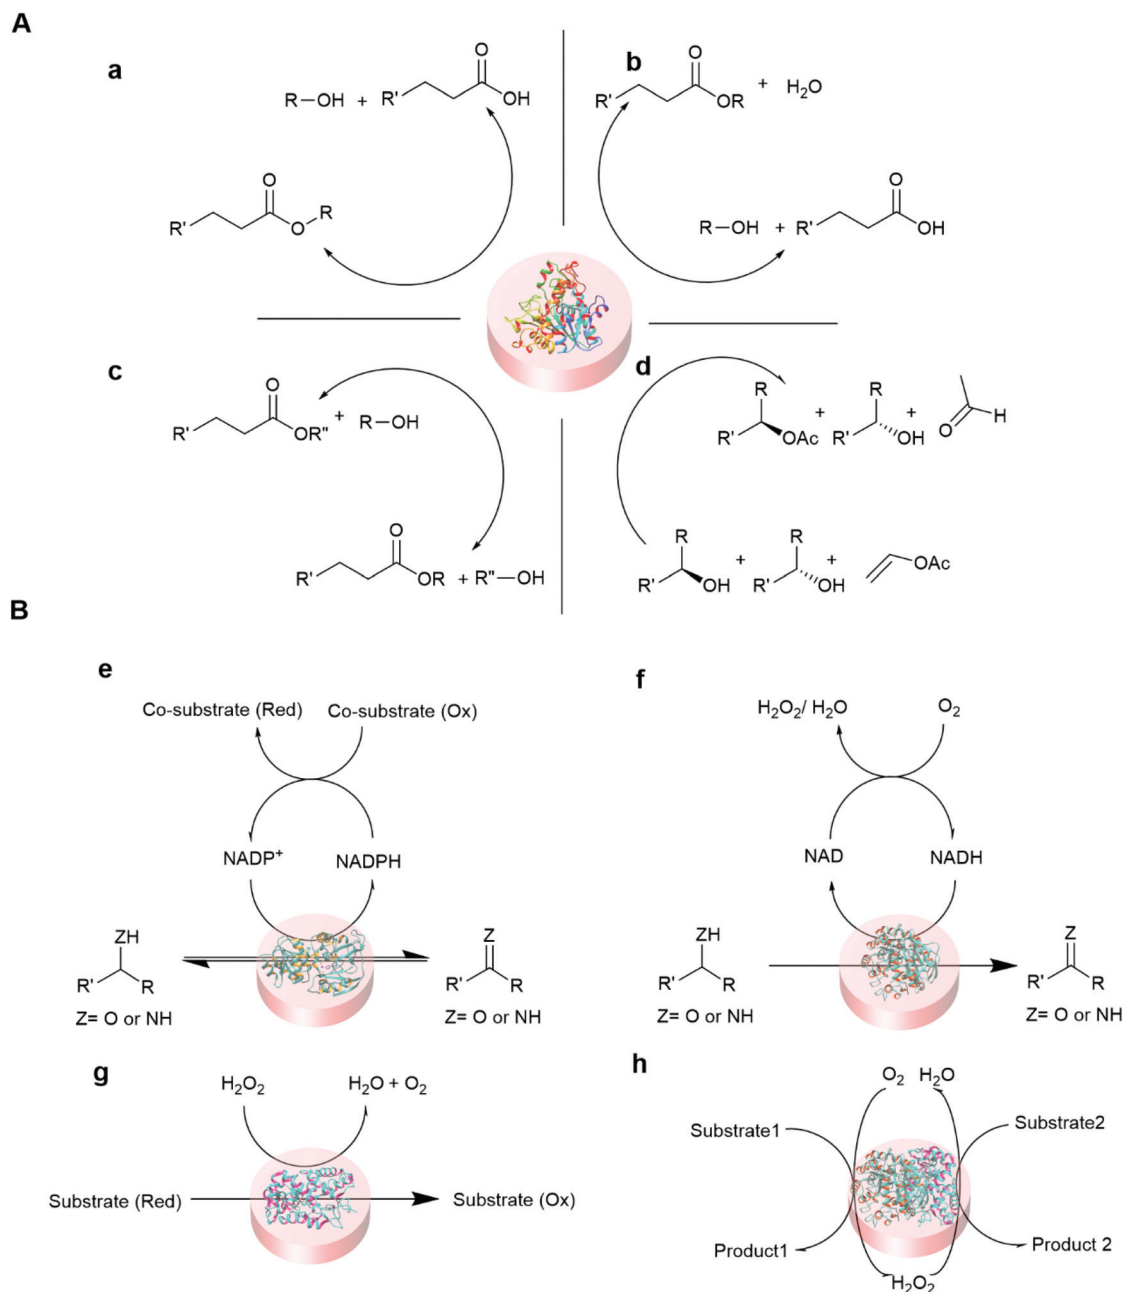 A
a
R—OH + R' O OH
b
R' O OR + H₂O
R' O O R
R—OH + R' O OH
c
R' O OR" + R—OH
R' O OR + R"—OH
d
R R' OAc + R R' OH + O H
R R' OH + R R' OH + OAc
B
e
Co-substrate (Red) Co-substrate (Ox)
NADP⁺ NADPH
ZH R' R
Z= O or NH
Z R' R
Z= O or NH
f
H₂O₂/ H₂O O₂
NAD NADH
ZH R' R
Z= O or NH
Z R' R
Z= O or NH
g
H₂O₂ H₂O + O₂
Substrate (Red) Substrate (Ox)
h
O₂ H₂O
Substrate1 Substrate2
Product1 Product 2
H₂O₂